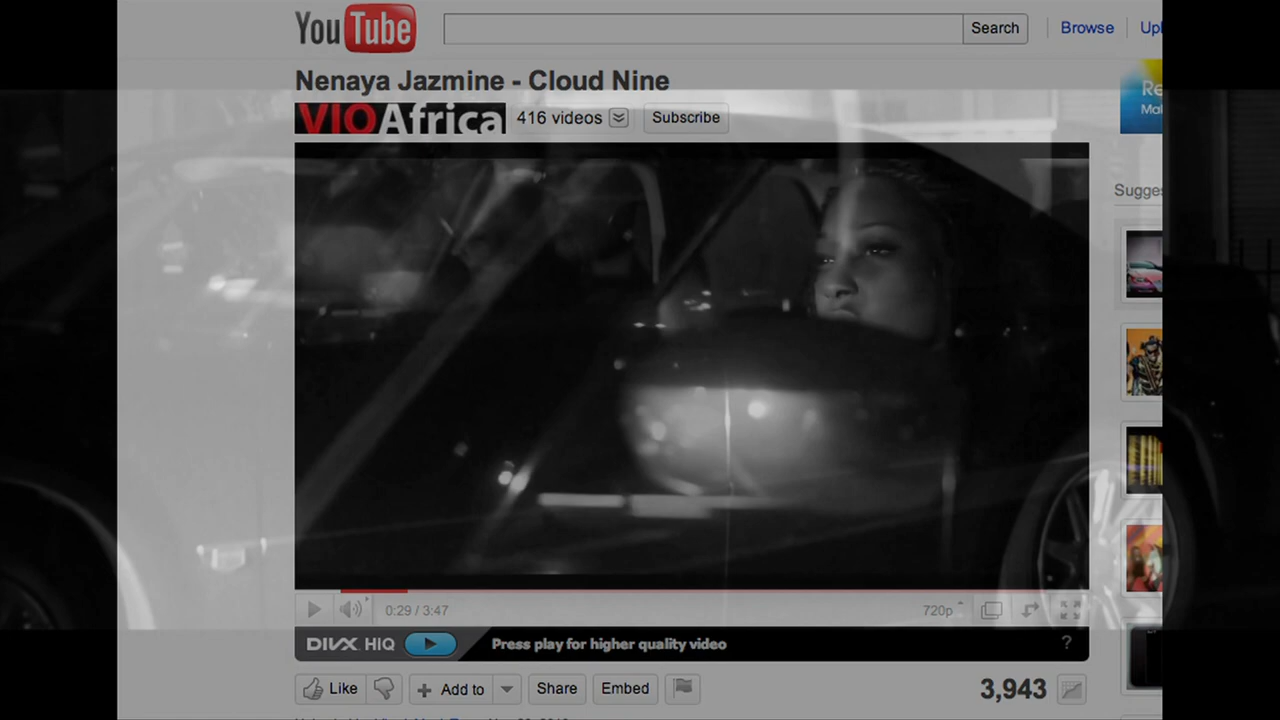 YouTube
Search
Browse
Nenaya Jazmine - Cloud Nine
VIOAfrica 416 videos Subscribe
0:29 / 3:47 720p
DIVX HiQ Press play for higher quality video ?
Like Add to Share Embed 3,943